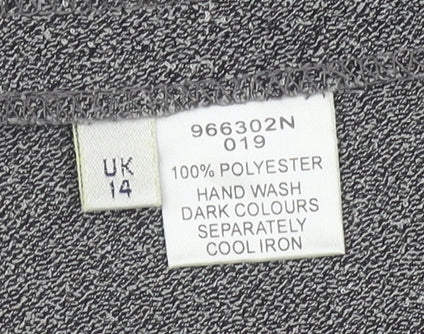 UK
14
966302N
019
100% POLYESTER
HAND WASH
DARK COLOURS
SEPARATELY
COOL IRON